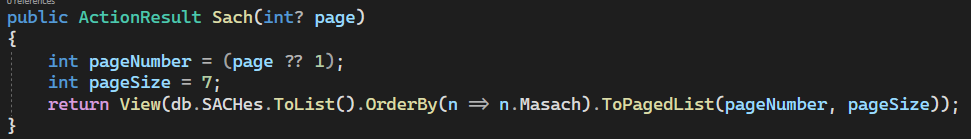 0 references
public ActionResult Sach(int? page)
{
    int pageNumber = (page ?? 1);
    int pageSize = 7;
    return View(db.SACHes.ToList().OrderBy(n => n.Masach).ToPagedList(pageNumber, pageSize));
}